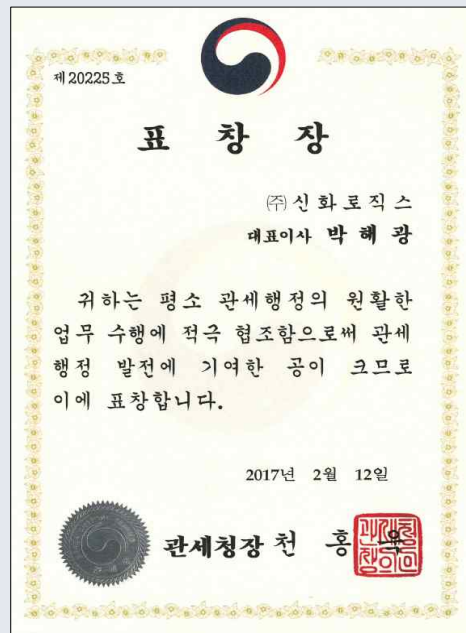 제 20225 호
표 창 장
㈜신화로직스
대표이사 박혜광
귀하는 평소 관세행정의 원활한
업무 수행에 적극 협조함으로써 관세
행정 발전에 기여한 공이 크므로
이에 표창합니다.
2017년 2월 12일
관세청장 천 홍 욱